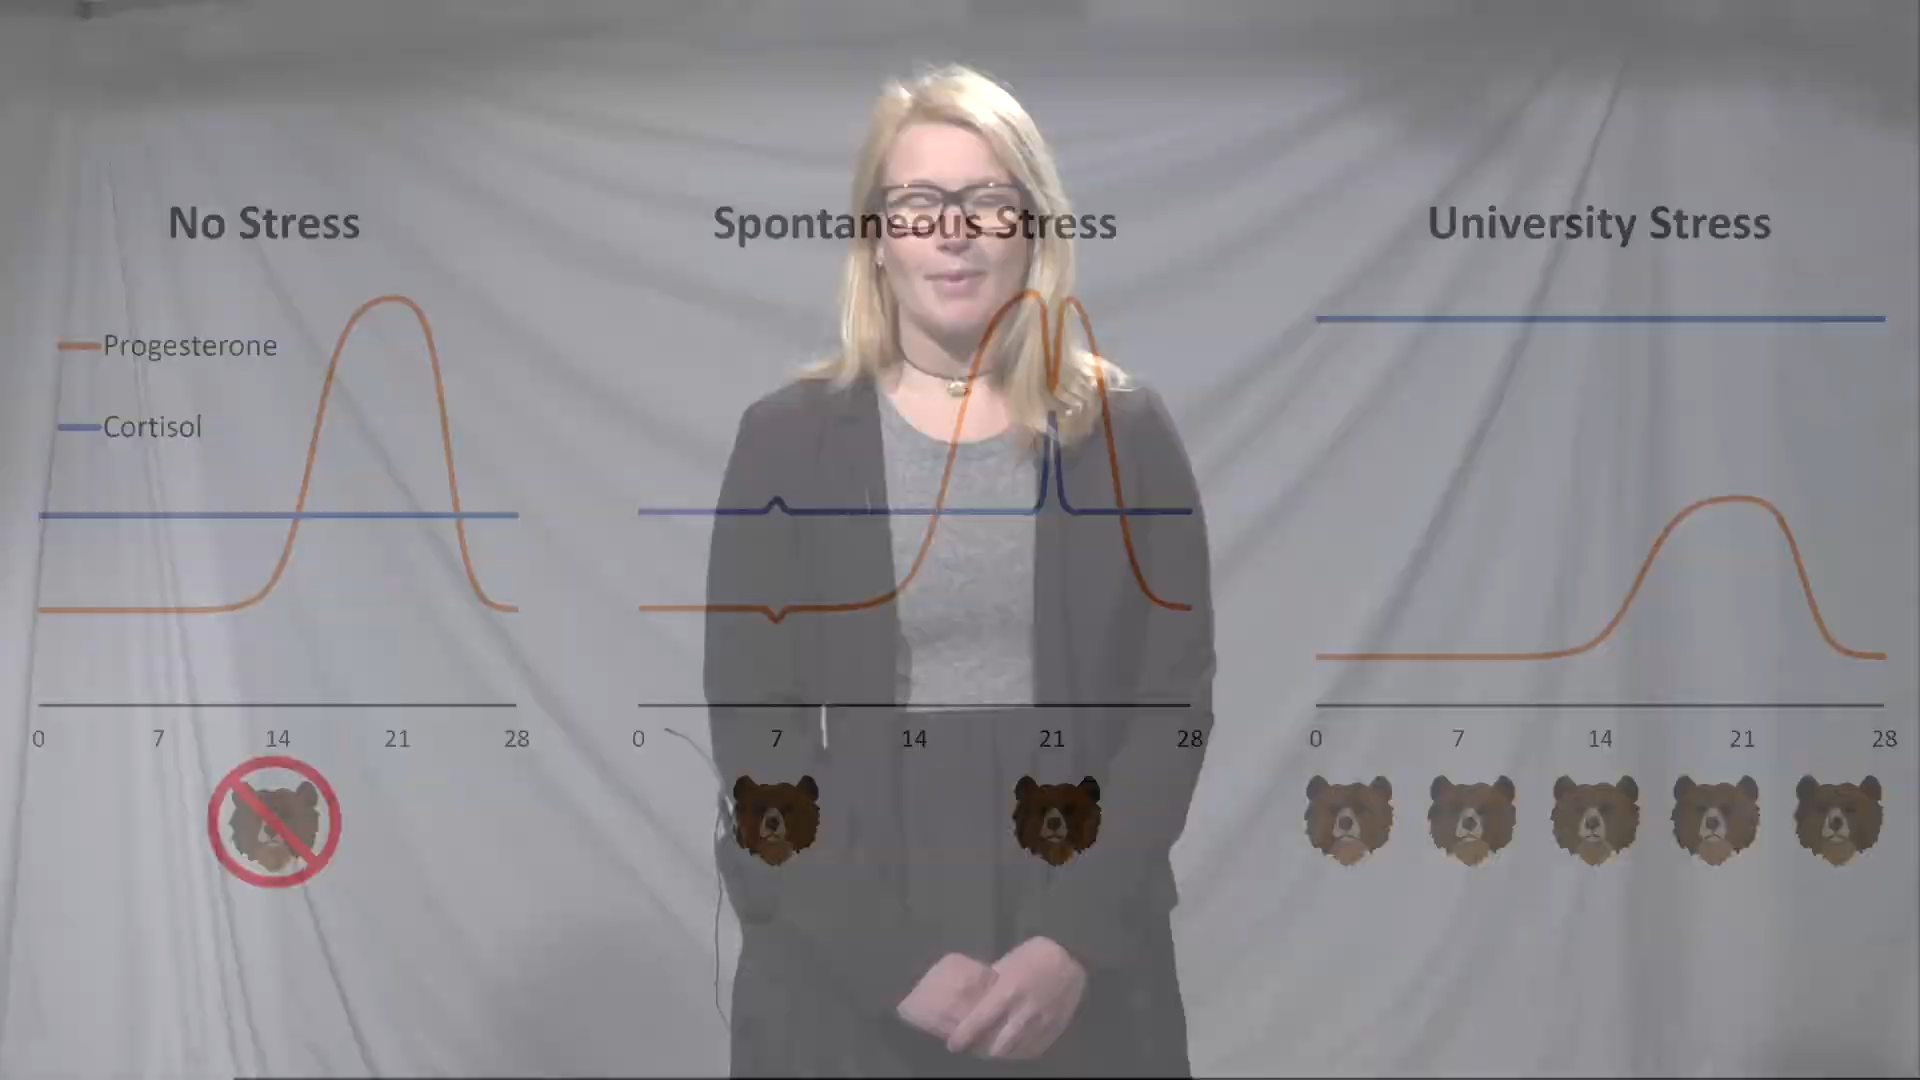 No Stress
Spontaneous Stress
University Stress
Progesterone
Cortisol
0 7 14 21 28
0 7 14 21 28
0 7 14 21 28